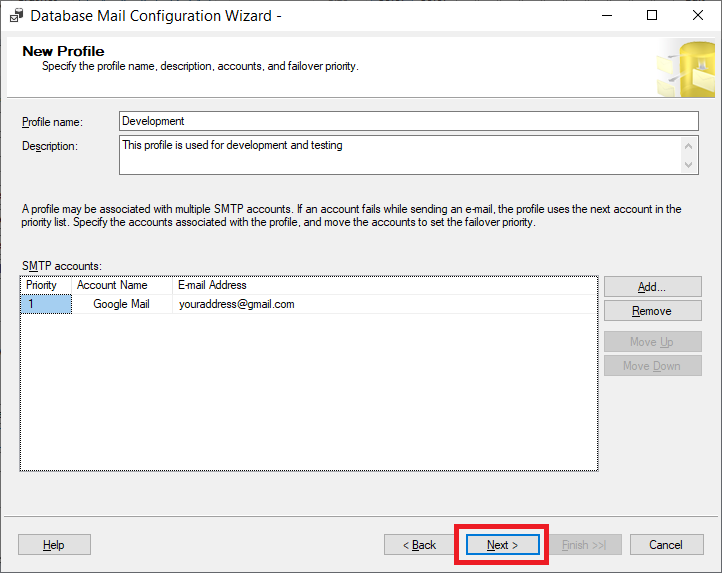 Database Mail Configuration Wizard -
New Profile
Specify the profile name, description, accounts, and failover priority.
Profile name: Development
Description: This profile is used for development and testing
A profile may be associated with multiple SMTP accounts. If an account fails while sending an e-mail, the profile uses the next account in the
priority list. Specify the accounts associated with the profile, and move the accounts to set the failover priority.
SMTP accounts:
Priority Account Name E-mail Address
1 Google Mail youraddress@gmail.com
Add...
Remove
Move Up
Move Down
Help < Back Next > Finish >>| Cancel